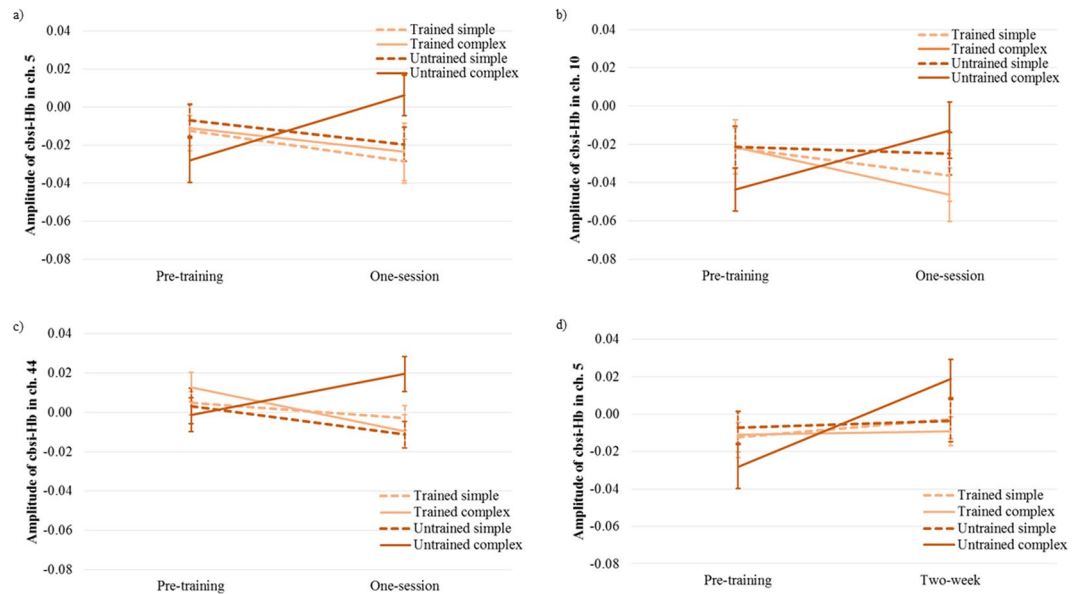 a)
Amplitude of cbsi-Hb in ch. 5
0.04
0.02
0.00
-0.02
-0.04
-0.06
-0.08
Pre-training
One-session
Trained simple
Trained complex
Untrained simple
Untrained complex
b)
Amplitude of cbsi-Hb in ch. 10
0.04
0.02
0.00
-0.02
-0.04
-0.06
-0.08
Pre-training
One-session
Trained simple
Trained complex
Untrained simple
Untrained complex
c)
Amplitude of cbsi-Hb in ch. 44
0.04
0.02
0.00
-0.02
-0.04
-0.06
-0.08
Pre-training
One-session
Trained simple
Trained complex
Untrained simple
Untrained complex
d)
Amplitude of cbsi-Hb in ch. 5
0.04
0.02
0.00
-0.02
-0.04
-0.06
-0.08
Pre-training
Two-week
Trained simple
Trained complex
Untrained simple
Untrained complex